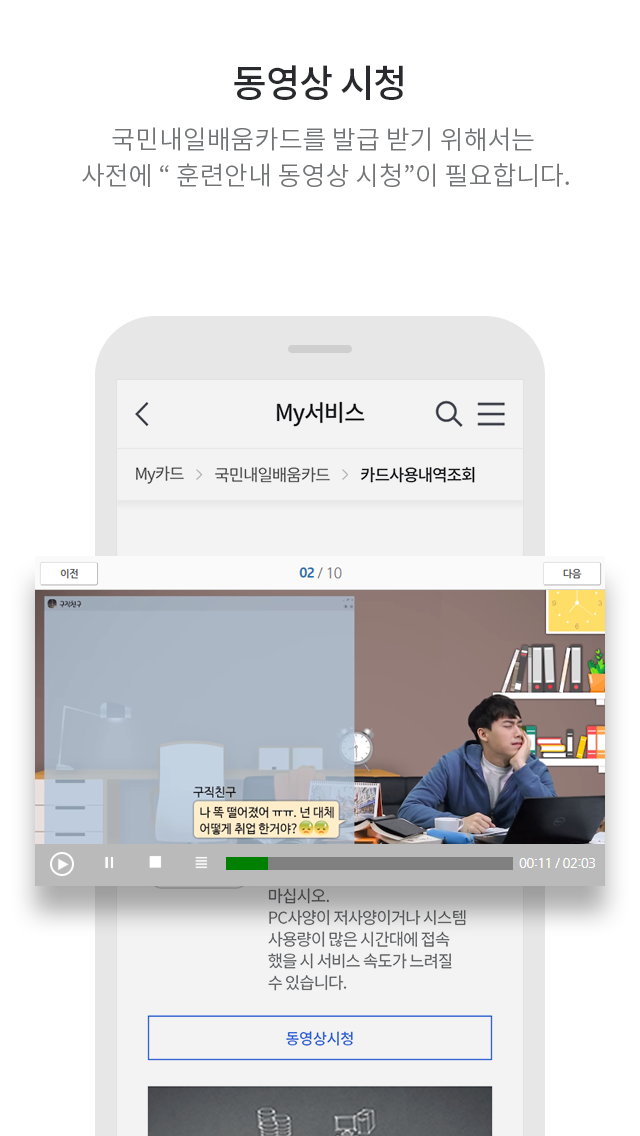 동영상 시청
국민내일배움카드를 발급 받기 위해서는
사전에 “ 훈련안내 동영상 시청”이 필요합니다.
My서비스
My카드 > 국민내일배움카드 > 카드사용내역조회
이전
02 / 10
다음
구직친구
9 3
6
구직친구
나 똑 떨어졌어 ㅠㅠ. 넌 대체
어떻게 취업 한거야?
00:11 / 02:03
마십시오.
PC사양이 저사양이거나 시스템
사용량이 많은 시간대에 접속
했을 시 서비스 속도가 느려질
수 있습니다.
동영상시청